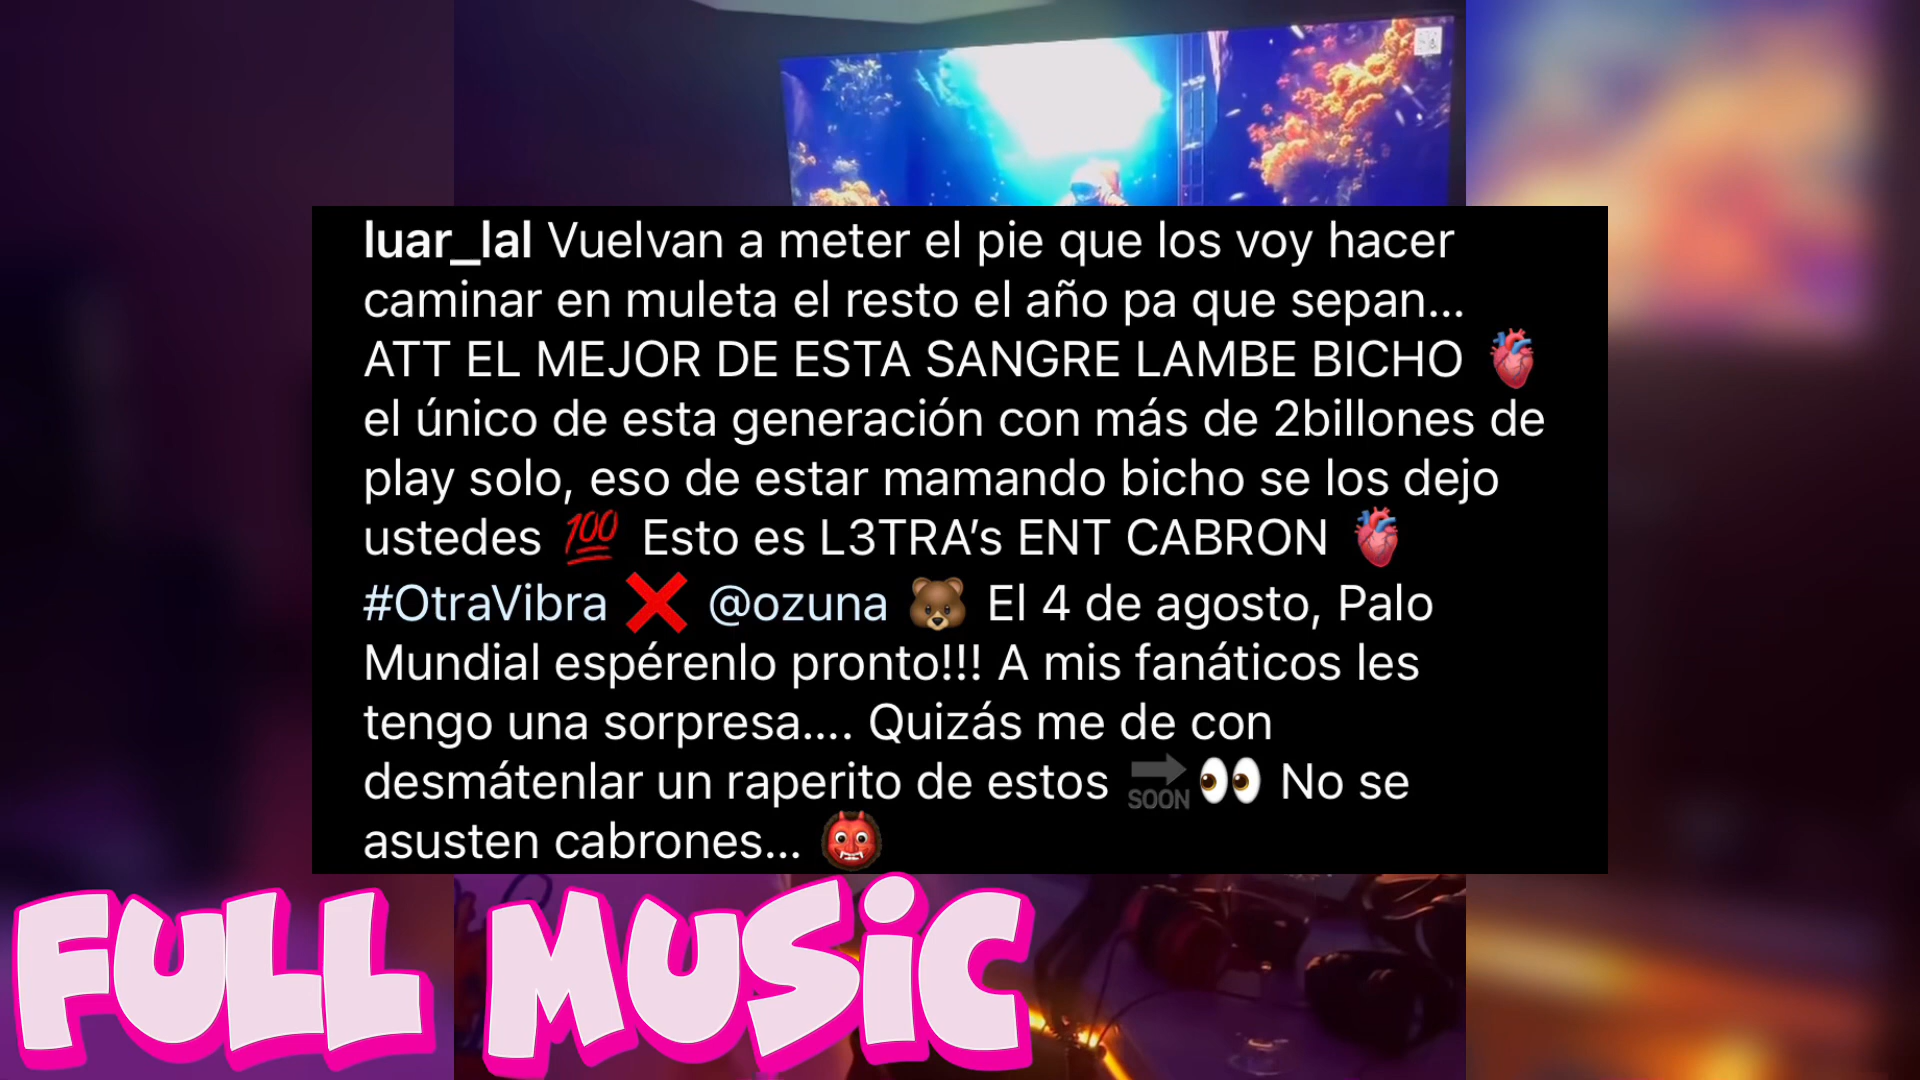 luar_lal Vuelvan a meter el pie que los voy hacer
caminar en muleta el resto el año pa que sepan...
ATT EL MEJOR DE ESTA SANGRE LAMBE BICHO 🫀
el único de esta generación con más de 2billones de
play solo, eso de estar mamando bicho se los dejo
ustedes 💯 Esto es L3TRA’s ENT CABRON 🫀
#OtraVibra ❌ @ozuna 🐻 El 4 de agosto, Palo
Mundial espérenlo pronto!!! A mis fanáticos les
tengo una sorpresa.... Quizás me de con
desmátenlar un raperito de estos 🔜👀 No se
asusten cabrones... 👹
FULL MUSiC